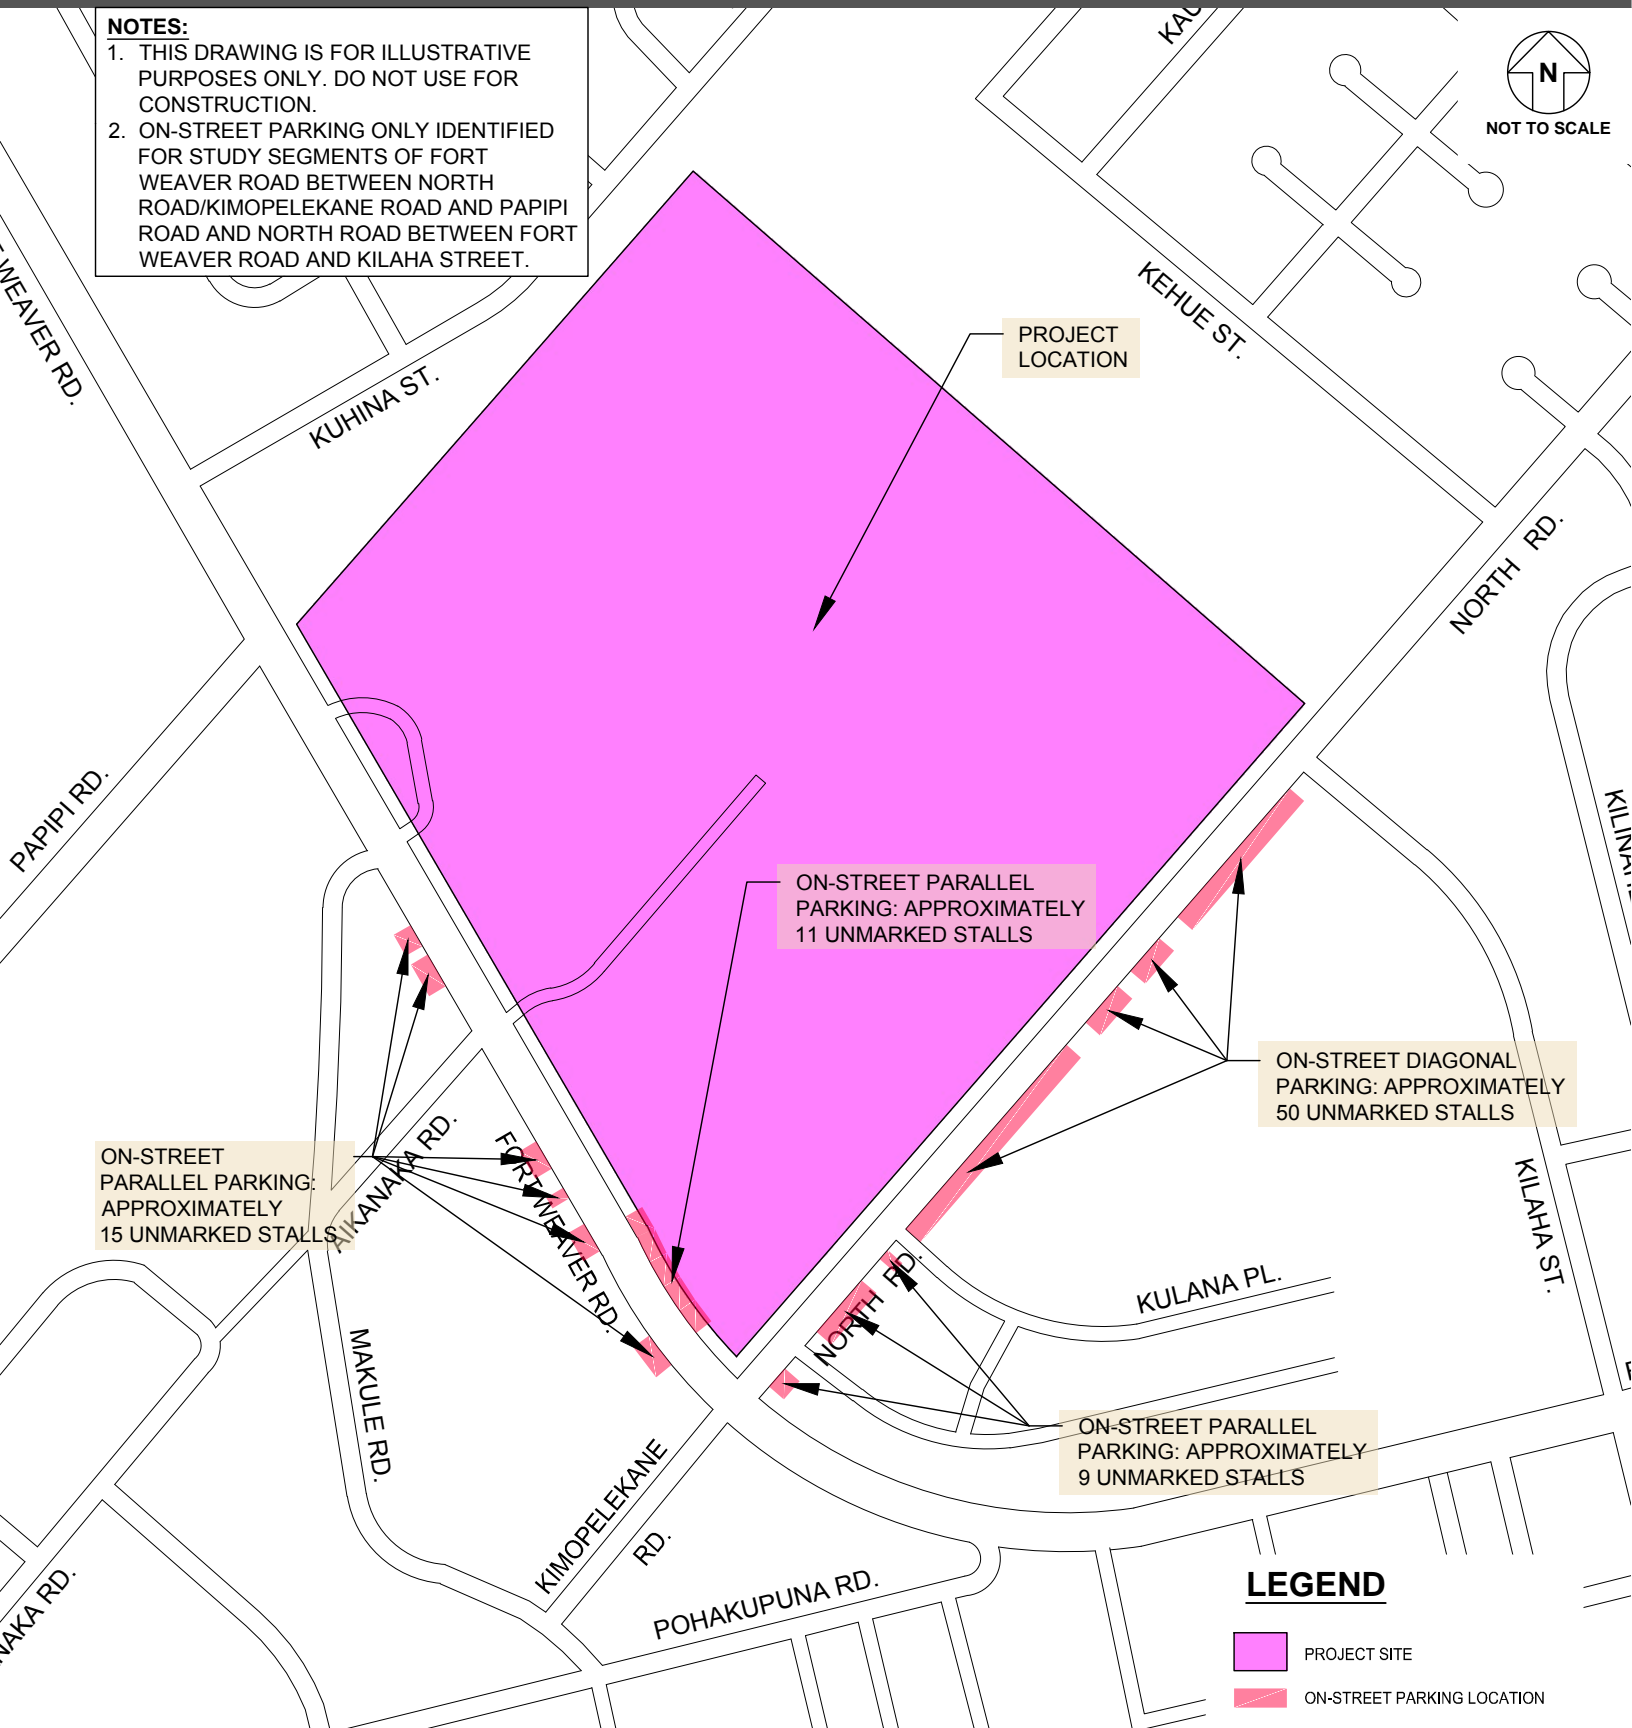 NOTES:
1. THIS DRAWING IS FOR ILLUSTRATIVE
PURPOSES ONLY. DO NOT USE FOR
CONSTRUCTION.
2. ON-STREET PARKING ONLY IDENTIFIED
FOR STUDY SEGMENTS OF FORT
WEAVER ROAD BETWEEN NORTH
ROAD/KIMOPELEKANE ROAD AND PAPIPI
ROAD AND NORTH ROAD BETWEEN FORT
WEAVER ROAD AND KILAHA STREET.
N
NOT TO SCALE
WEAVER RD.
KUHINA ST.
KEHUE ST.
PROJECT
LOCATION
NORTH RD.
PAPIPI RD.
ON-STREET PARALLEL
PARKING: APPROXIMATELY
11 UNMARKED STALLS
ON-STREET DIAGONAL
PARKING: APPROXIMATELY
50 UNMARKED STALLS
ON-STREET
PARALLEL PARKING:
APPROXIMATELY
15 UNMARKED STALLS
AIKANAKA RD.
FORT WEAVER RD.
NORTH RD.
KILAHA ST.
KULANA PL.
MAKULE RD.
ON-STREET PARALLEL
PARKING: APPROXIMATELY
9 UNMARKED STALLS
KIMOPELEKANE
RD.
POHAKUPUNA RD.
RD.
LEGEND
PROJECT SITE
ON-STREET PARKING LOCATION